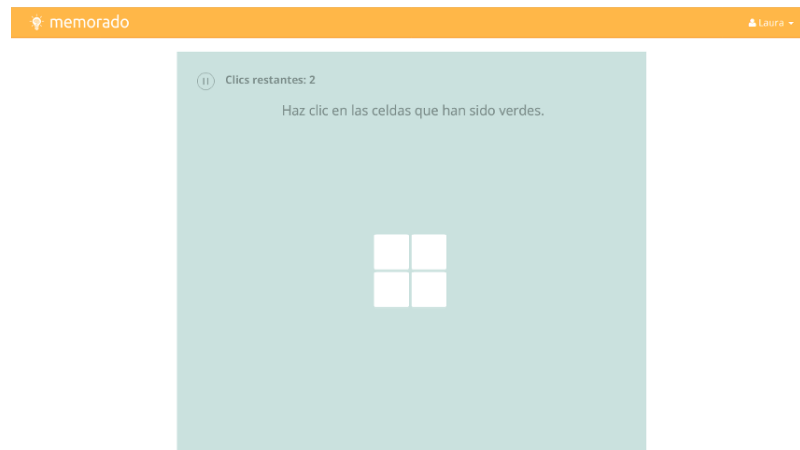 memorado
Laura
Clics restantes: 2
Haz clic en las celdas que han sido verdes.